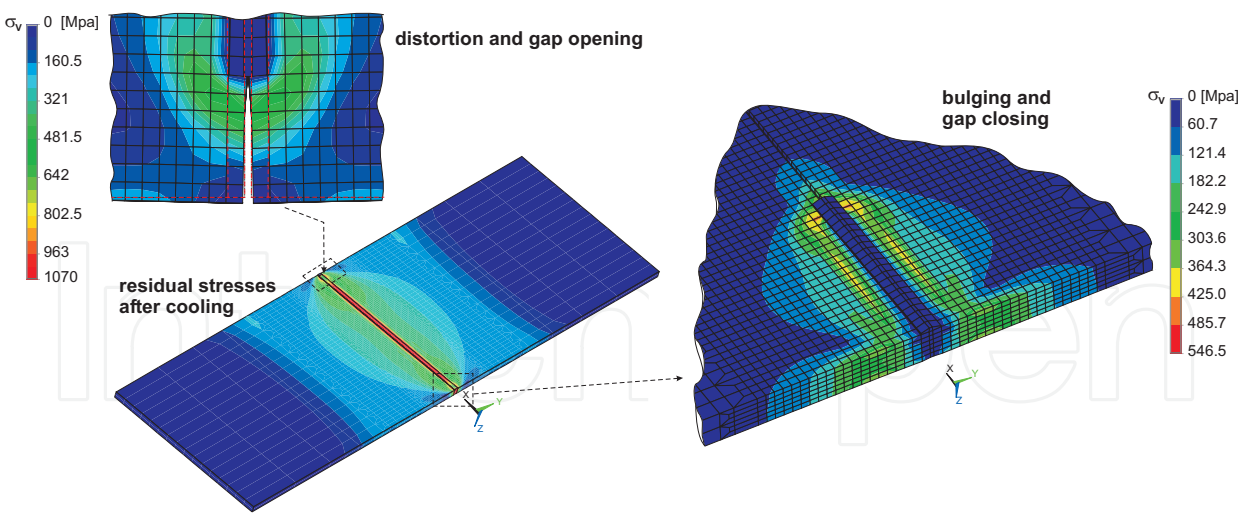 σv 0 [Mpa]
160.5
321
481.5
642
802.5
963
1070
distortion and gap opening
residual stresses
after cooling
X
Y
Z
bulging and
gap closing
σv 0 [Mpa]
60.7
121.4
182.2
242.9
303.6
364.3
425.0
485.7
546.5
X
Y
Z